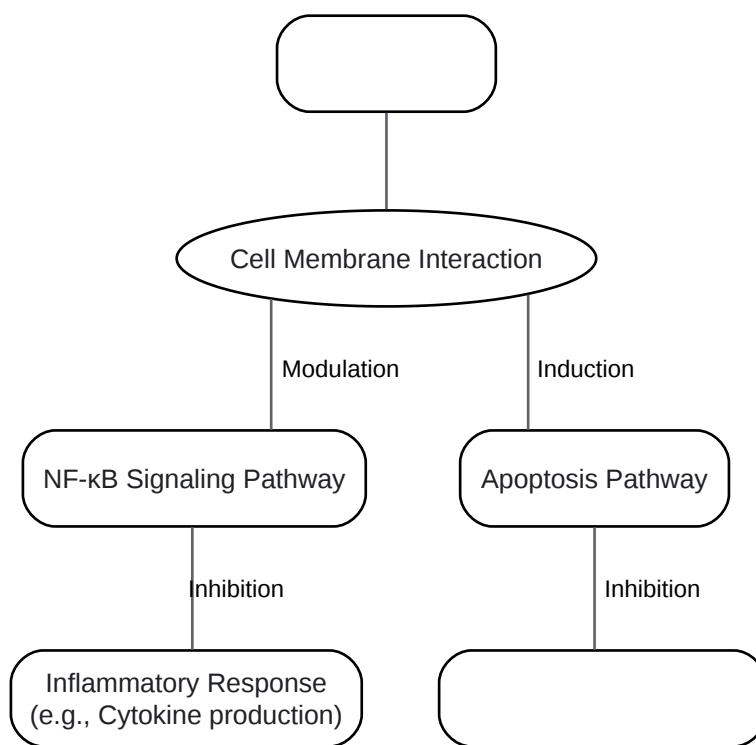 Cell Membrane Interaction
Modulation
Induction
NF-κB Signaling Pathway
Apoptosis Pathway
Inhibition
Inhibition
Inflammatory Response
(e.g., Cytokine production)